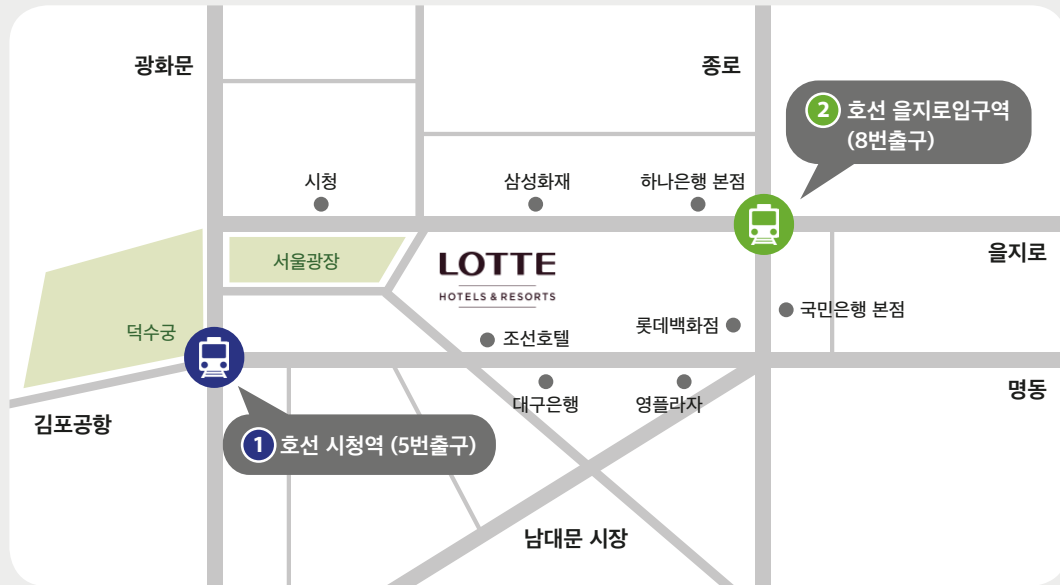 광화문
종로
2 호선 을지로입구역
(8번출구)
시청
삼성화재
하나은행 본점
을지로
서울광장
LOTTE
HOTELS & RESORTS
국민은행 본점
덕수궁
조선호텔
롯데백화점
명동
대구은행
영플라자
김포공항
1 호선 시청역 (5번출구)
남대문 시장